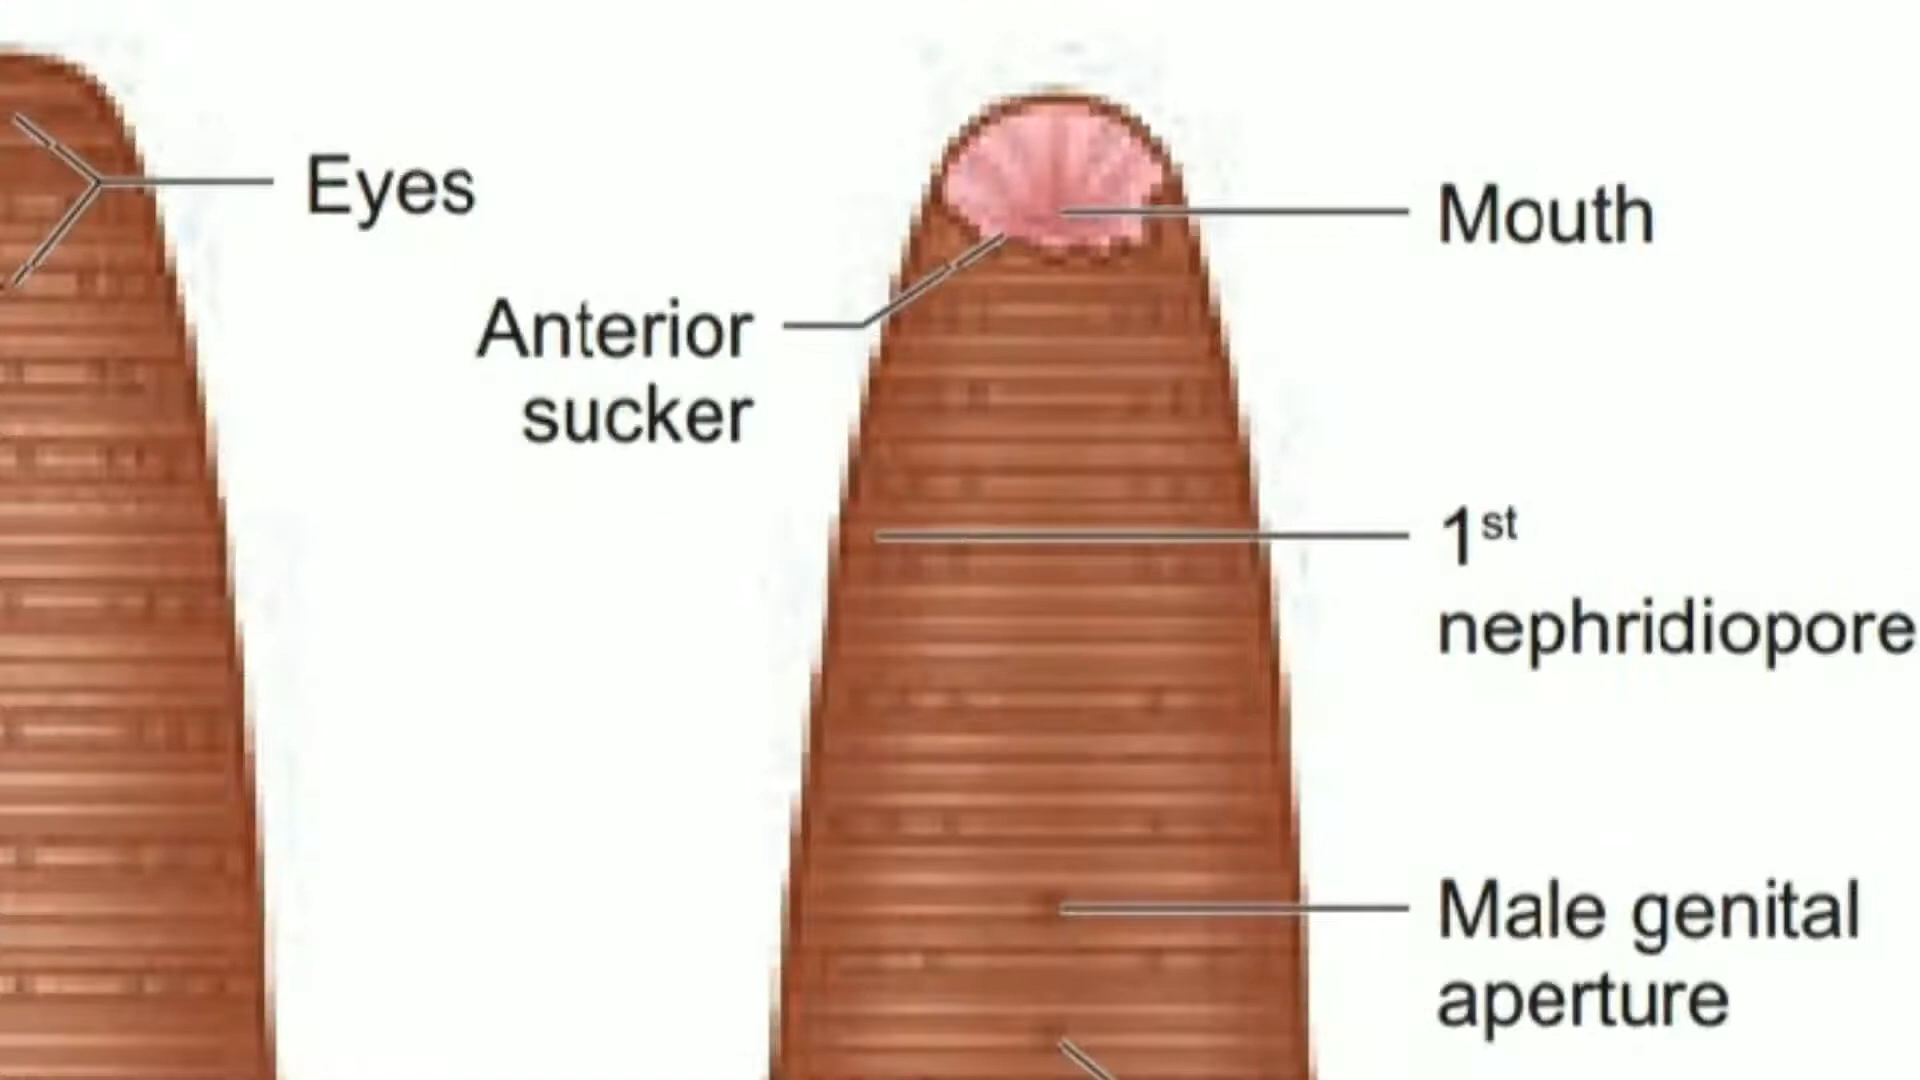 Eyes
Mouth
Anterior
sucker
1st
nephridiopore
Male genital
aperture